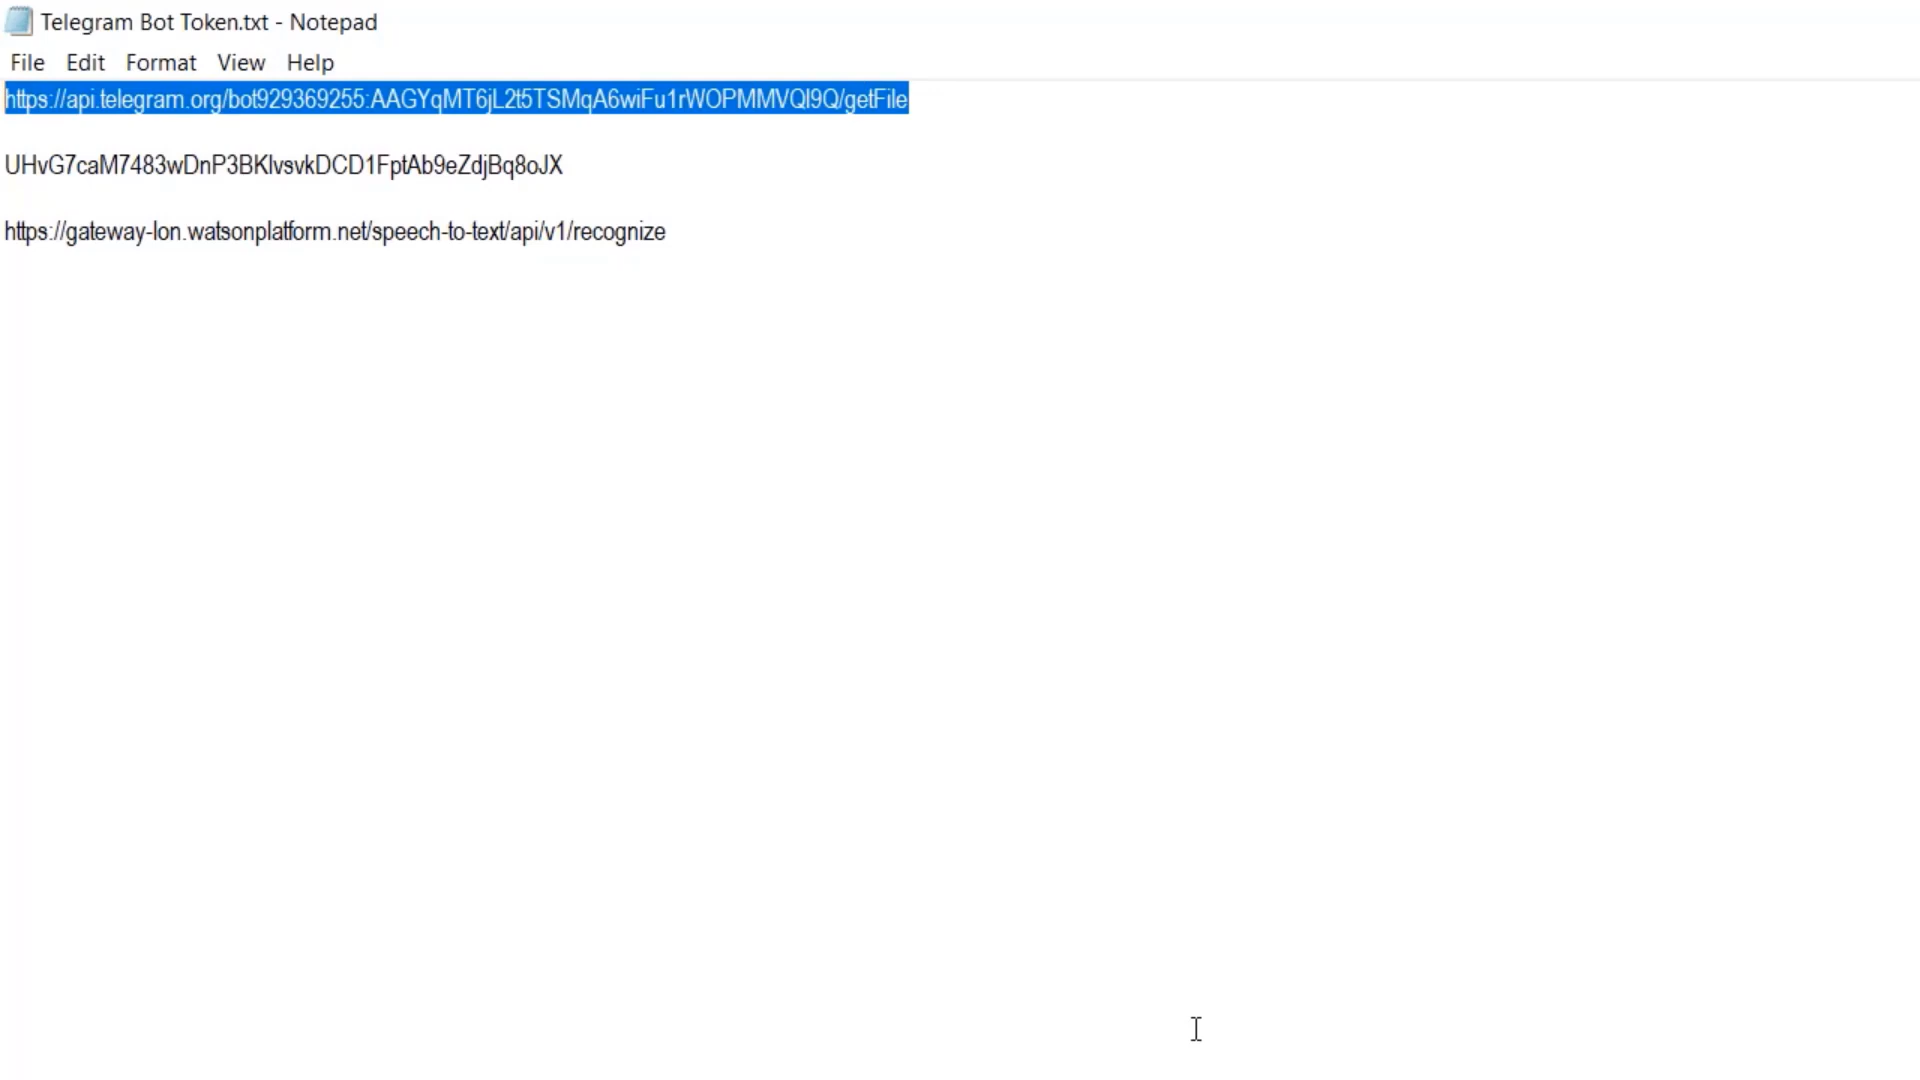 Telegram Bot Token.txt - Notepad
File Edit Format View Help
https://api.telegram.org/bot929369255:AAGYqMT6jL2t5TSMqA6wiFu1rWOPMMVQI9Q/getFile
UHvG7caM7483wDnP3BKlvsvkDCD1FptAb9eZdjBq8oJX
https://gateway-lon.watsonplatform.net/speech-to-text/api/v1/recognize